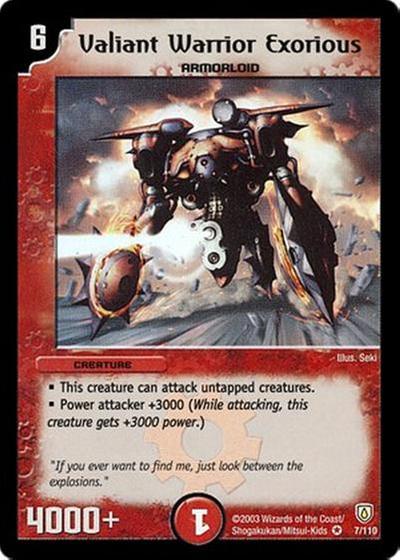 6 Valiant Warrior Exorious
ARMORLOID
Illus. Seki
CREATURE
▪ This creature can attack untapped creatures.
▪ Power attacker +3000 (While attacking, this
creature gets +3000 power.)
"If you ever want to find me, just look between the
explosions."
4000+
1
©2003 Wizards of the Coast/
Shogakukan/Mitsui-Kids ✪ 7/110